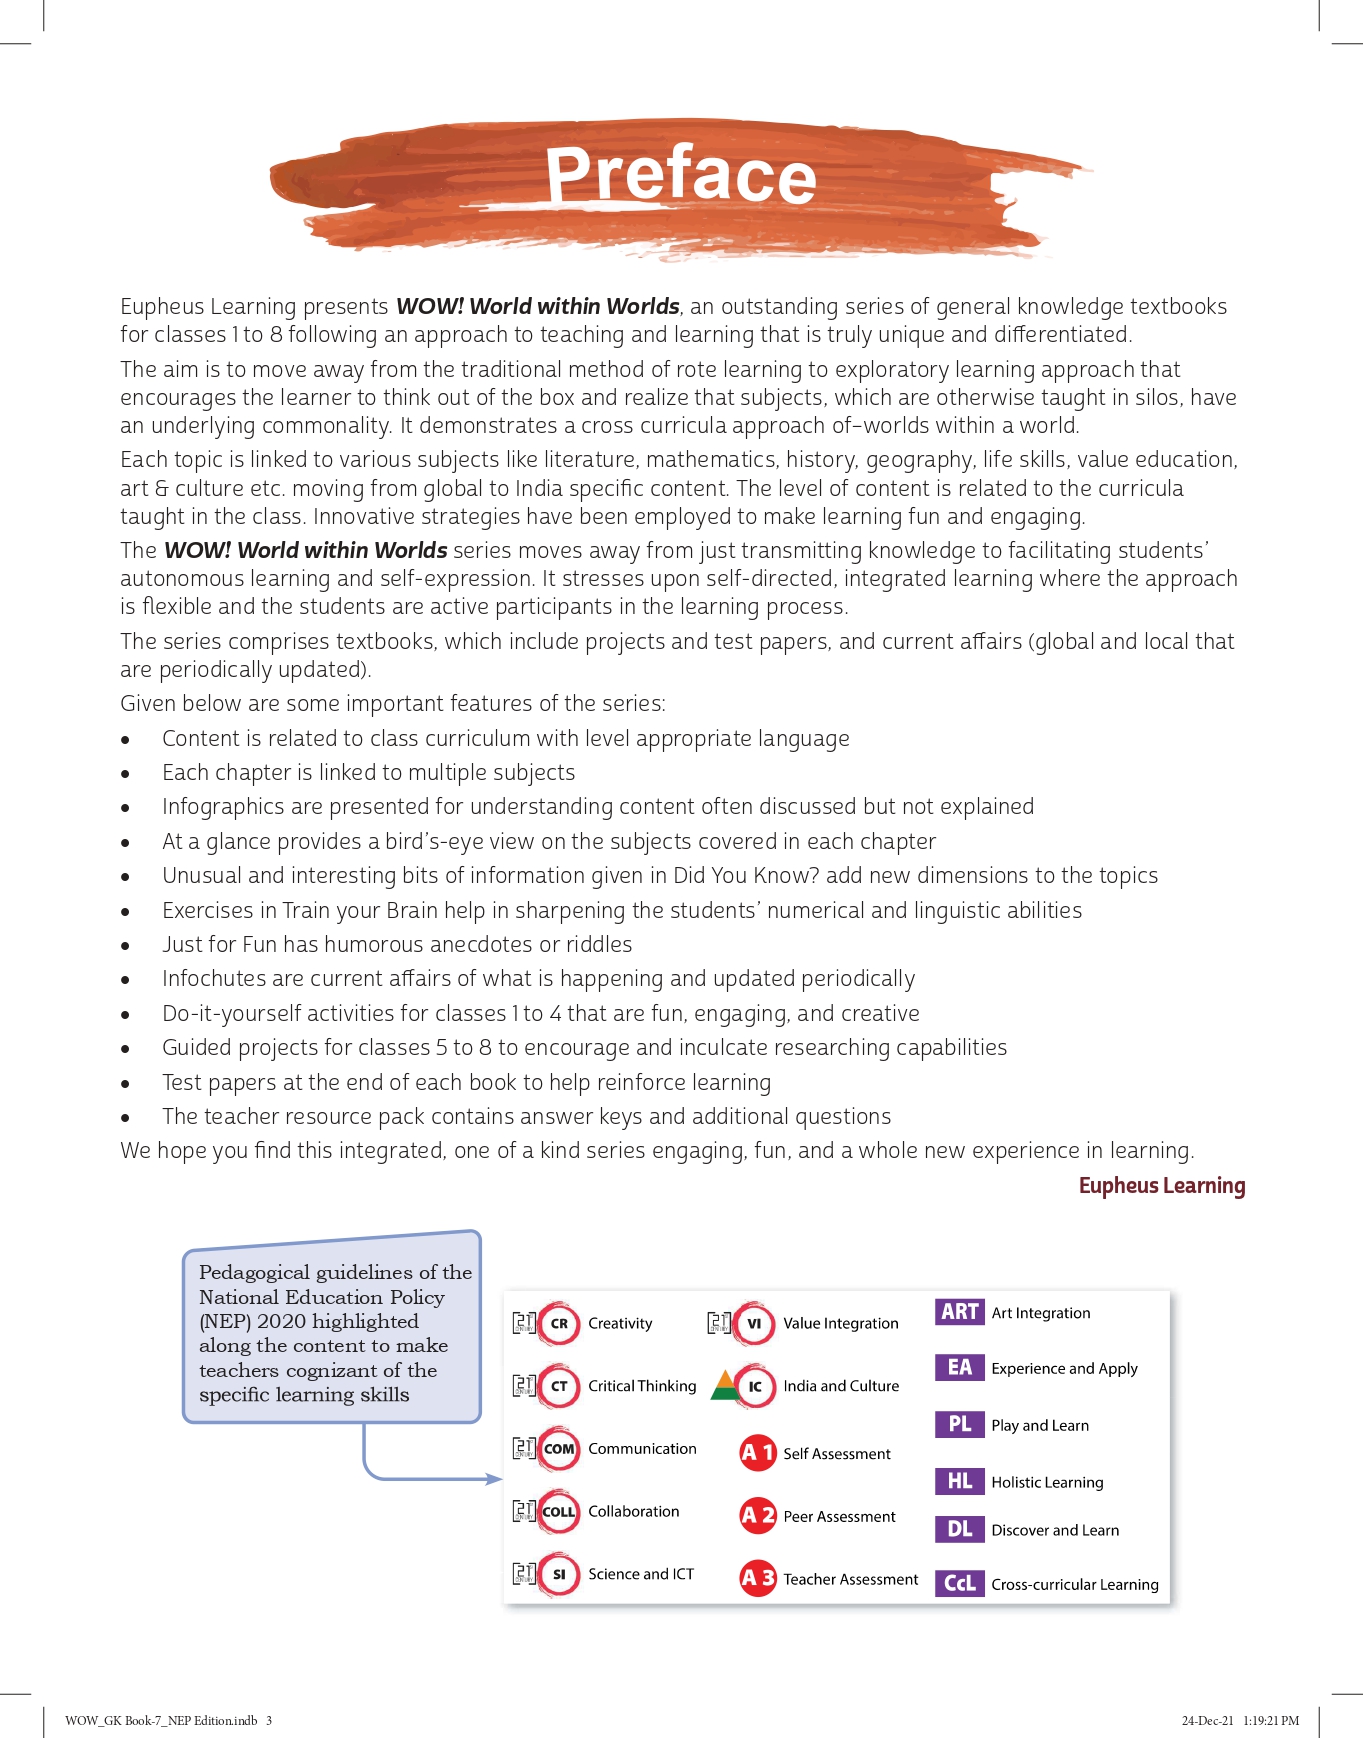 Preface
Eupheus Learning presents WOW! World within Worlds, an outstanding series of general knowledge textbooks
for classes 1 to 8 following an approach to teaching and learning that is truly unique and differentiated.
The aim is to move away from the traditional method of rote learning to exploratory learning approach that
encourages the learner to think out of the box and realize that subjects, which are otherwise taught in silos, have
an underlying commonality. It demonstrates a cross curricula approach of–worlds within a world.
Each topic is linked to various subjects like literature, mathematics, history, geography, life skills, value education,
art & culture etc. moving from global to India specific content. The level of content is related to the curricula
taught in the class. Innovative strategies have been employed to make learning fun and engaging.
The WOW! World within Worlds series moves away from just transmitting knowledge to facilitating students’
autonomous learning and self-expression. It stresses upon self-directed, integrated learning where the approach
is flexible and the students are active participants in the learning process.
The series comprises textbooks, which include projects and test papers, and current affairs (global and local that
are periodically updated).
Given below are some important features of the series:
• Content is related to class curriculum with level appropriate language
• Each chapter is linked to multiple subjects
• Infographics are presented for understanding content often discussed but not explained
• At a glance provides a bird’s-eye view on the subjects covered in each chapter
• Unusual and interesting bits of information given in Did You Know? add new dimensions to the topics
• Exercises in Train your Brain help in sharpening the students’ numerical and linguistic abilities
• Just for Fun has humorous anecdotes or riddles
• Infochutes are current affairs of what is happening and updated periodically
• Do-it-yourself activities for classes 1 to 4 that are fun, engaging, and creative
• Guided projects for classes 5 to 8 to encourage and inculcate researching capabilities
• Test papers at the end of each book to help reinforce learning
• The teacher resource pack contains answer keys and additional questions
We hope you find this integrated, one of a kind series engaging, fun, and a whole new experience in learning.
Eupheus Learning
Pedagogical guidelines of the
National Education Policy
(NEP) 2020 highlighted
along the content to make
teachers cognizant of the
specific learning skills
21st CENTURY CR Creativity
21st CENTURY CT Critical Thinking
21st CENTURY COM Communication
21st CENTURY COLL Collaboration
21st CENTURY SI Science and ICT
21st CENTURY VI Value Integration
IC India and Culture
A 1 Self Assessment
A 2 Peer Assessment
A 3 Teacher Assessment
ART Art Integration
EA Experience and Apply
PL Play and Learn
HL Holistic Learning
DL Discover and Learn
CcL Cross-curricular Learning
WOW_GK Book-7_NEP Edition.indb 3
24-Dec-21 1:19:21 PM